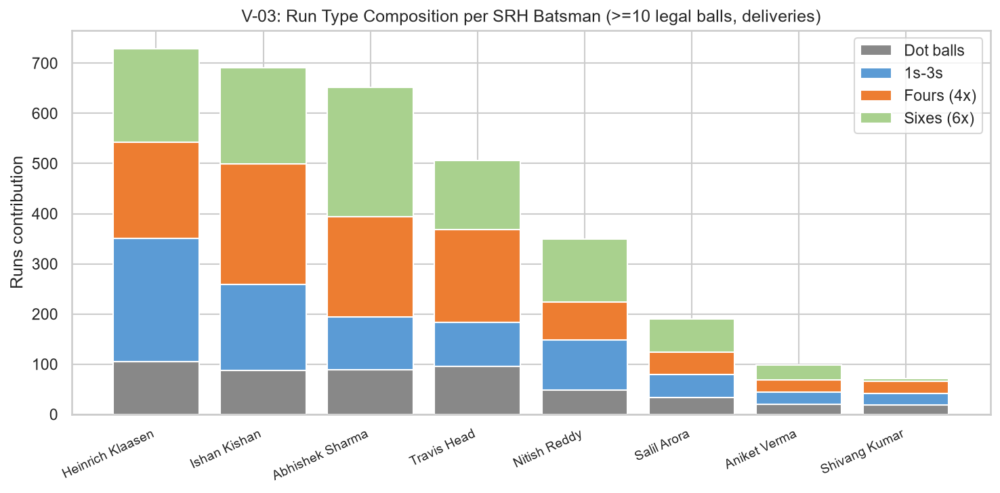 V-03: Run Type Composition per SRH Batsman (>=10 legal balls, deliveries)
Dot balls
1s-3s
Fours (4x)
Sixes (6x)
Runs contribution
700
600
500
400
300
200
100
0
Heinrich Klaasen
Ishan Kishan
Abhishek Sharma
Travis Head
Nitish Reddy
Salil Arora
Aniket Verma
Shivang Kumar